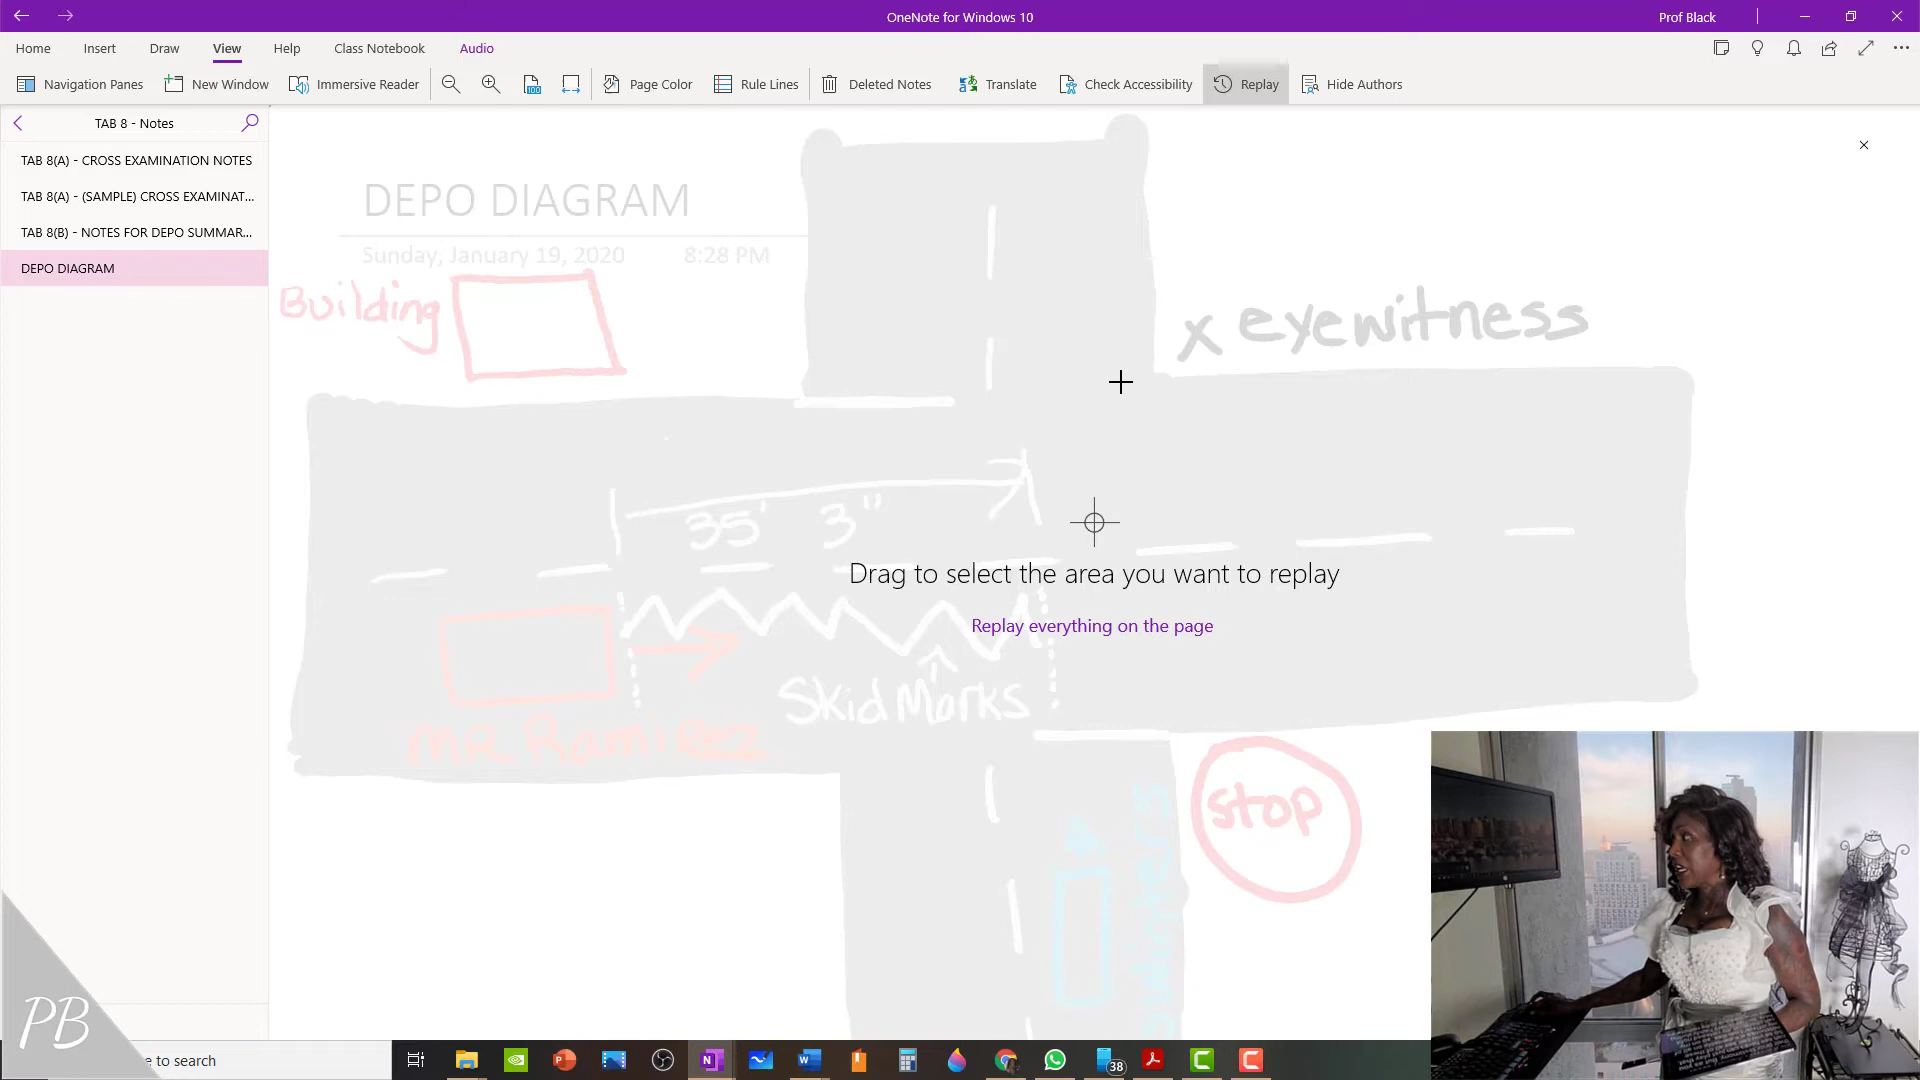 OneNote for Windows 10
Prof Black
Home Insert Draw View Help Class Notebook Audio
Navigation Panes New Window Immersive Reader Page Color Rule Lines Deleted Notes Translate Check Accessibility Replay Hide Authors
TAB 8 - Notes
TAB 8(A) - CROSS EXAMINATION NOTES
TAB 8(A) - (SAMPLE) CROSS EXAMINAT...
TAB 8(B) - NOTES FOR DEPO SUMMAR...
DEPO DIAGRAM
DEPO DIAGRAM
Sunday, January 19, 2020 8:28 PM
Building
x eyewitness
35' 3"
Drag to select the area you want to replay
Replay everything on the page
Skid Marks
MR Ramirez
stop
PB
e to search
100
38